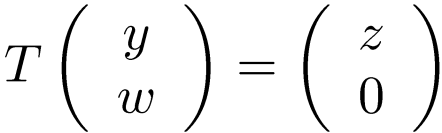 T ( y ) = ( z )
( w ) ( 0 )